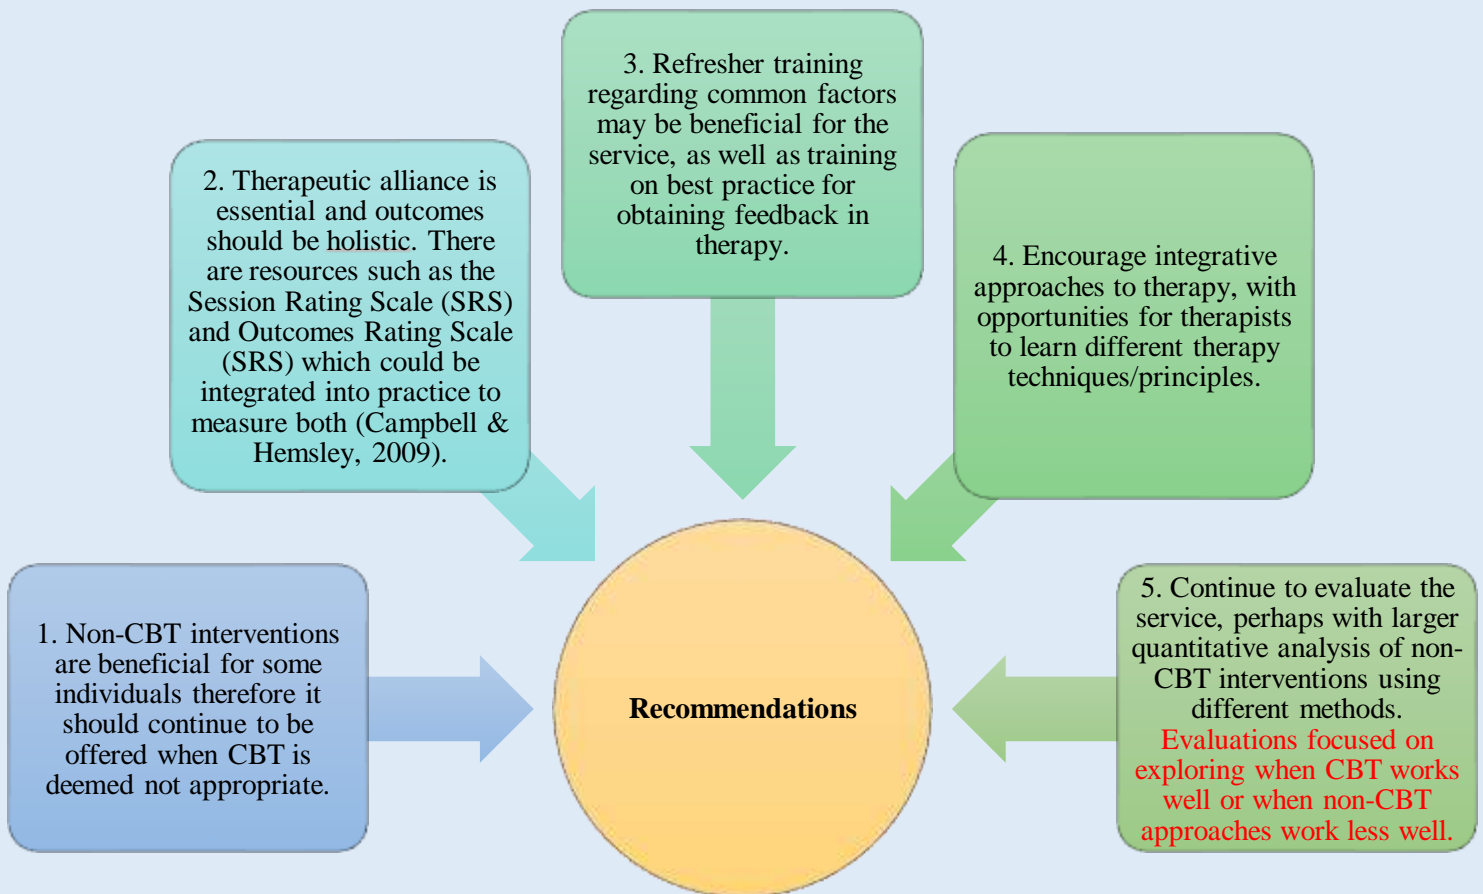 1. Non-CBT interventions
are beneficial for some
individuals therefore it
should continue to be
offered when CBT is
deemed not appropriate.
2. Therapeutic alliance is
essential and outcomes
should be holistic. There
are resources such as the
Session Rating Scale (SRS)
and Outcomes Rating Scale
(SRS) which could be
integrated into practice to
measure both (Campbell &
Hemsley, 2009).
3. Refresher training
regarding common factors
may be beneficial for the
service, as well as training
on best practice for
obtaining feedback in
therapy.
4. Encourage integrative
approaches to therapy, with
opportunities for therapists
to learn different therapy
techniques/principles.
5. Continue to evaluate the
service, perhaps with larger
quantitative analysis of non-
CBT interventions using
different methods.
Evaluations focused on
exploring when CBT works
well or when non-CBT
approaches work less well.
Recommendations